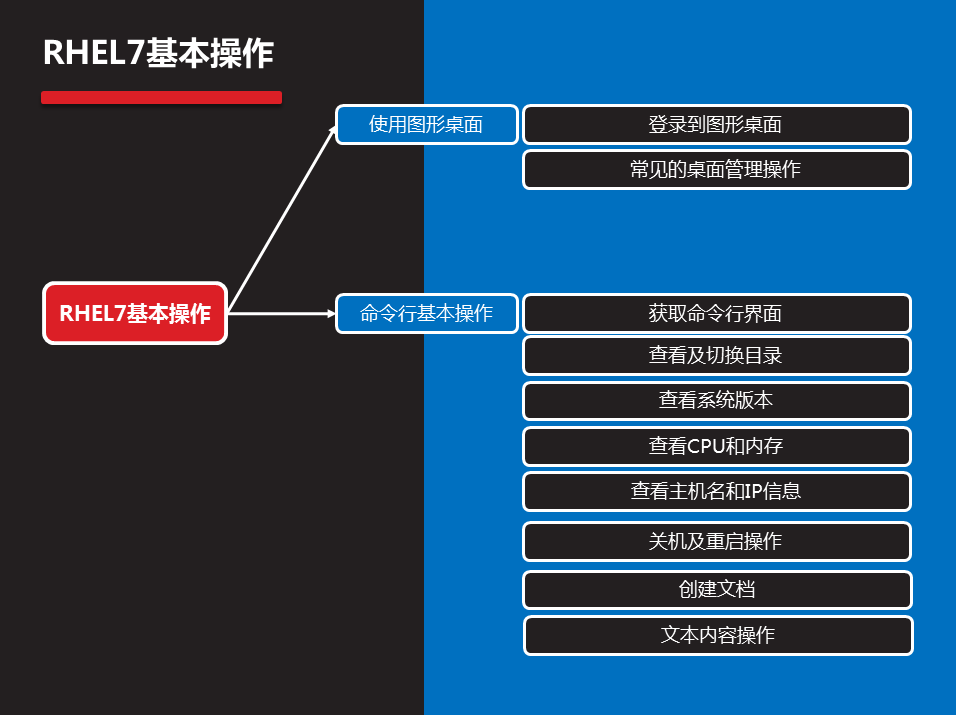 RHEL7基本操作
使用图形桌面
登录到图形桌面
常见的桌面管理操作
RHEL7基本操作
命令行基本操作
获取命令行界面
查看及切换目录
查看系统版本
查看CPU和内存
查看主机名和IP信息
关机及重启操作
创建文档
文本内容操作